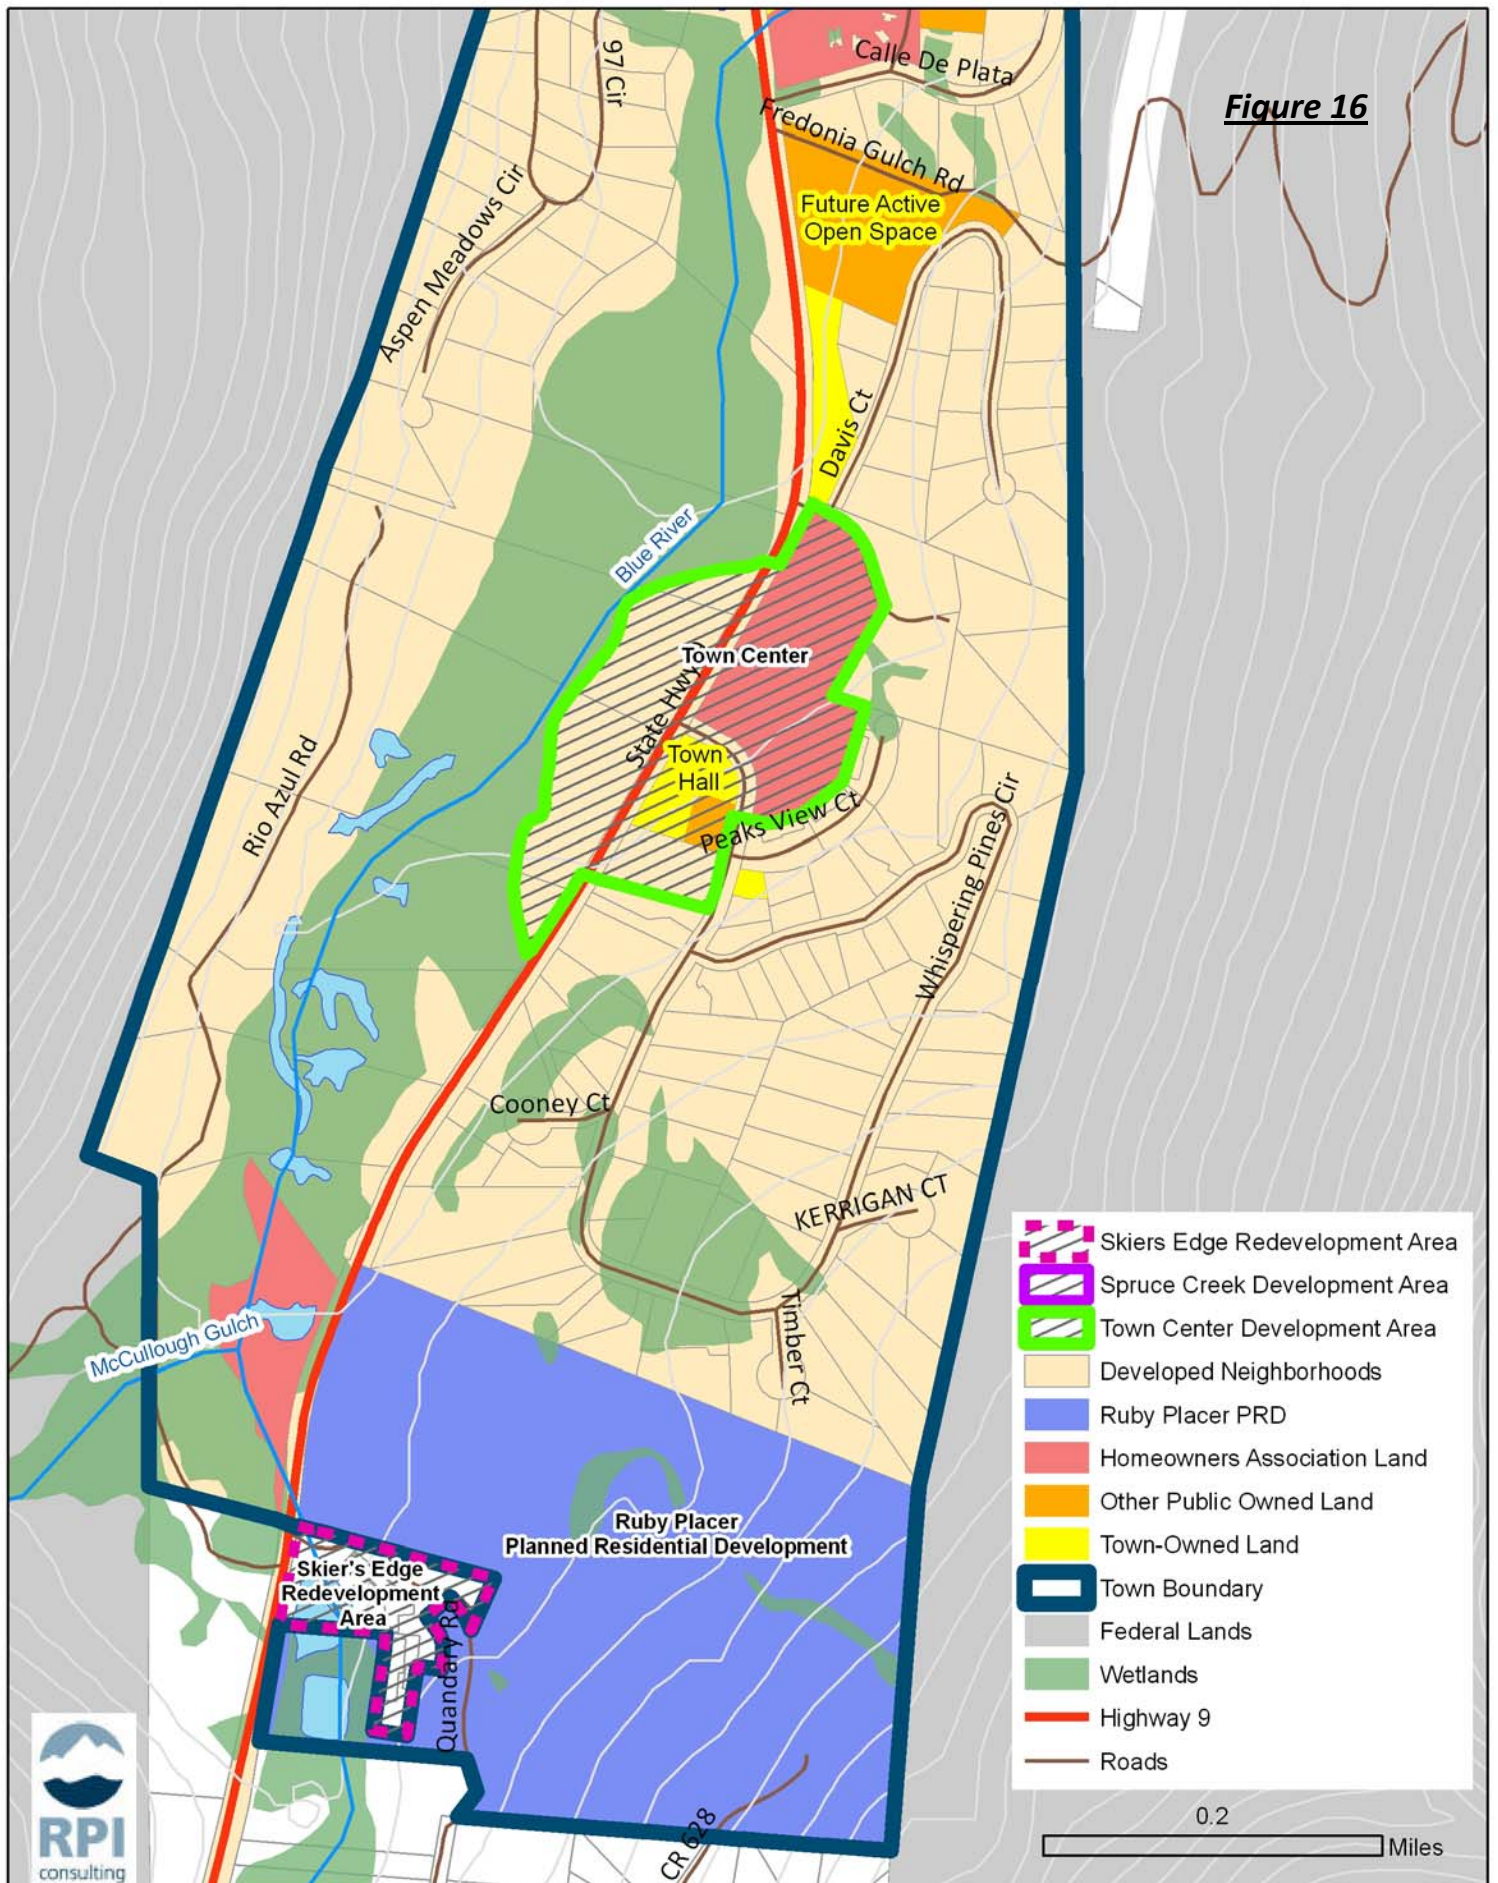 97 Cir
Calle De Plata
Figure 16
Fredonia Gulch Rd
Future Active
Open Space
Aspen Meadows Cir
Davis Ct
Blue River
Town Center
State Hwy
Town
Hall
Rio Azul Rd
Peaks View Ct
Whispering Pines Cir
Cooney Ct
KERRIGAN CT
Timber Ct
McCullough Gulch
Ruby Placer
Planned Residential Development
Skier's Edge
Redevelopment
Area
Quandary Rd
CR 628
Skiers Edge Redevelopment Area
Spruce Creek Development Area
Town Center Development Area
Developed Neighborhoods
Ruby Placer PRD
Homeowners Association Land
Other Public Owned Land
Town-Owned Land
Town Boundary
Federal Lands
Wetlands
Highway 9
Roads
0.2
Miles
RPI
consulting